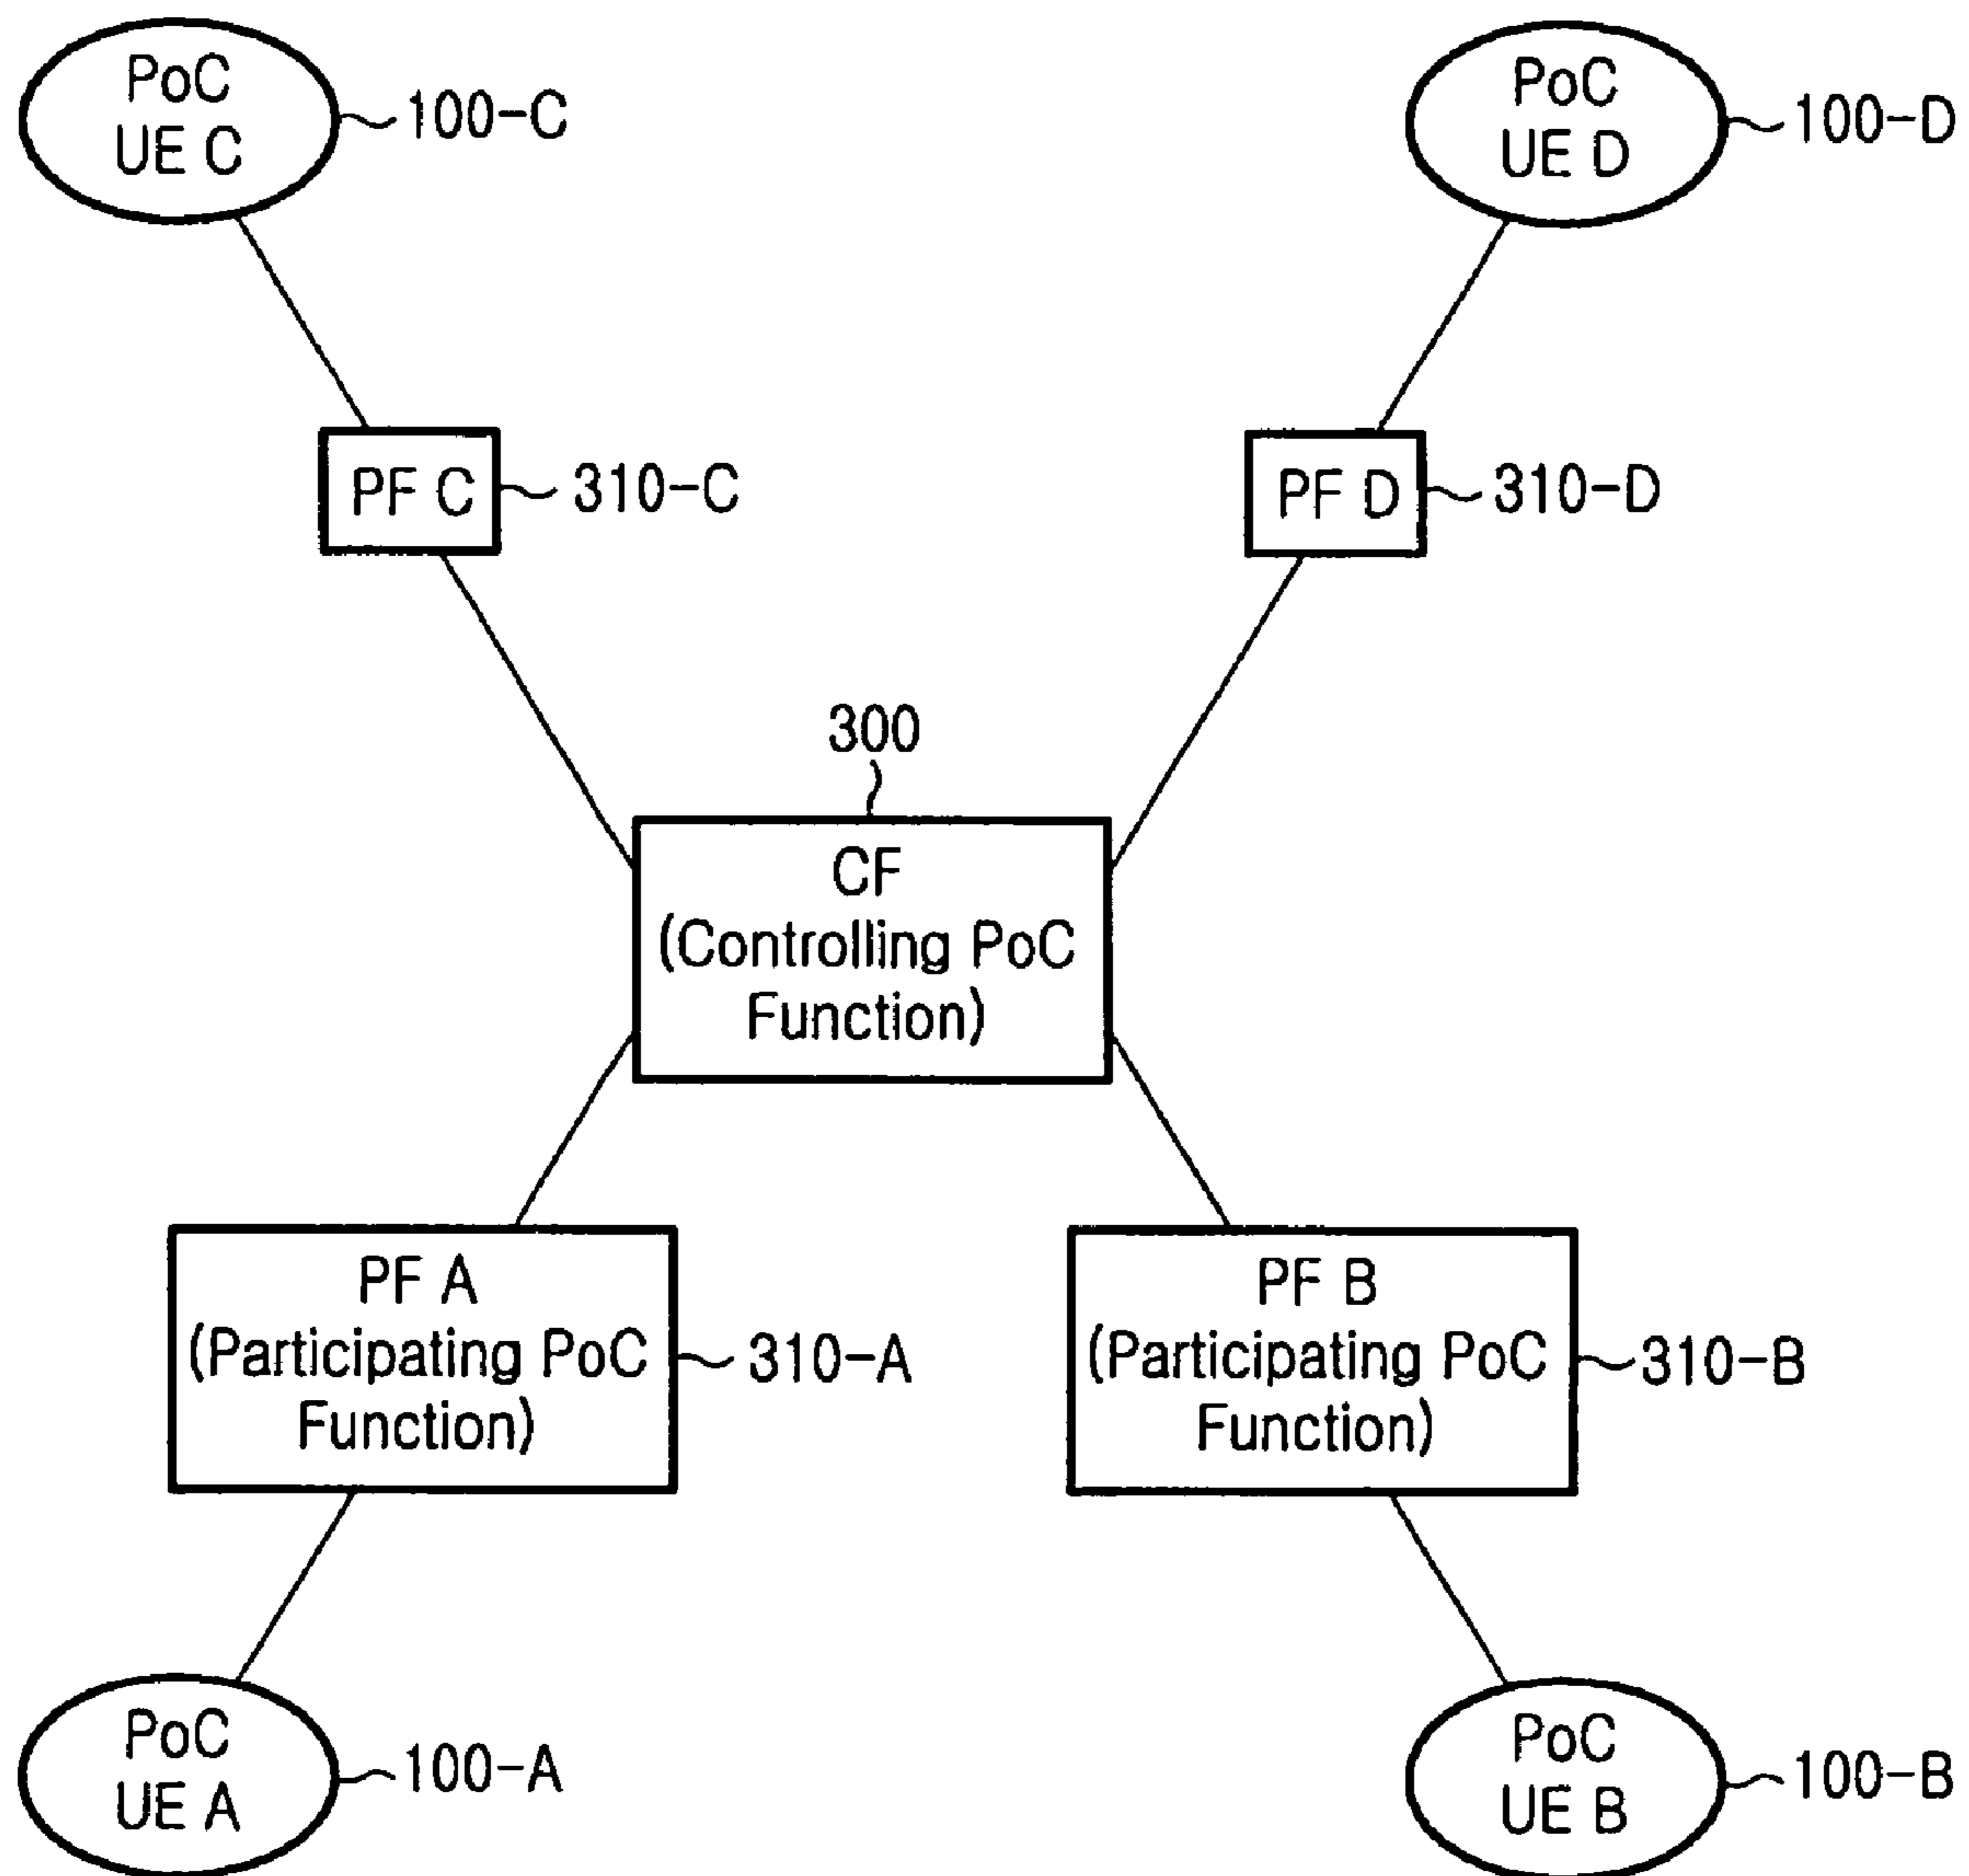 PoC
UE C
100-C
PoC
UE D
100-D
PF C
310-C
PF D
310-D
300
CF
(Controlling PoC
Function)
PF A
(Participating PoC
Function)
310-A
PF B
(Participating PoC
Function)
310-B
PoC
UE A
100-A
PoC
UE B
100-B